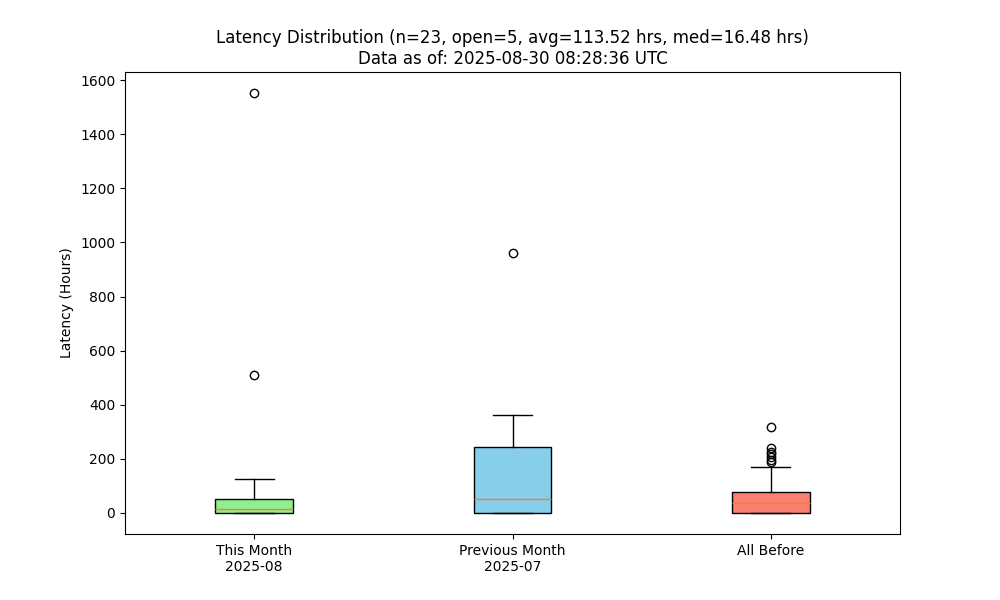 Latency Distribution (n=23, open=5, avg=113.52 hrs, med=16.48 hrs)
Data as of: 2025-08-30 08:28:36 UTC
Latency (Hours)
1600
1400
1200
1000
800
600
400
200
0
This Month
2025-08
Previous Month
2025-07
All Before